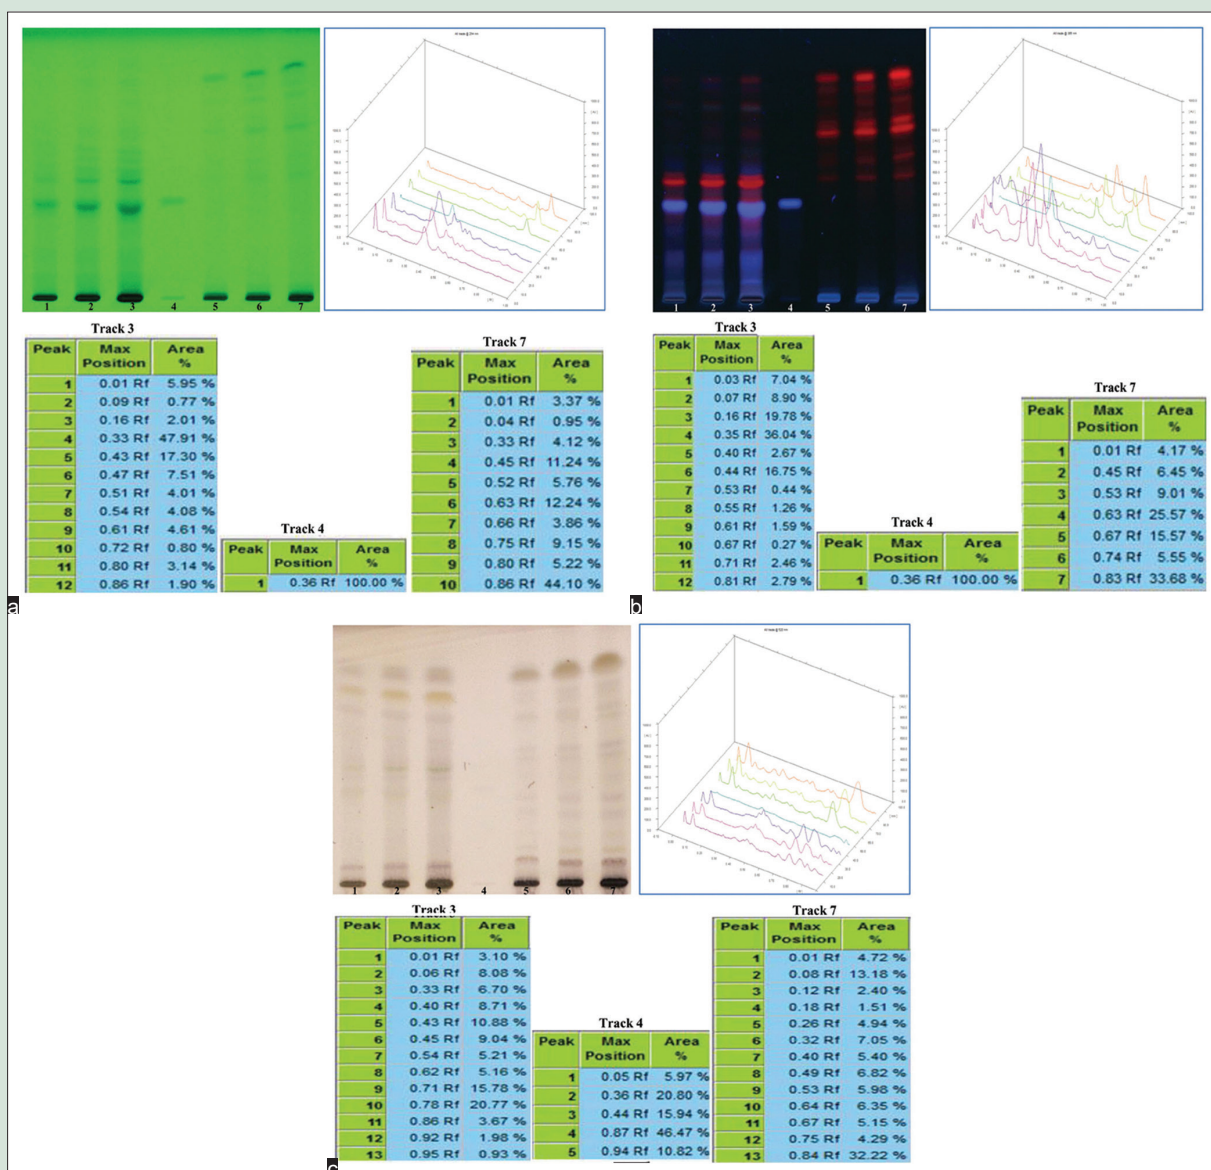 1 2 3 4 5 6 7
Track 3
Peak Max Position Area %
1 0.01 Rf 5.95 %
2 0.09 Rf 0.77 %
3 0.16 Rf 2.01 %
4 0.33 Rf 47.91 %
5 0.43 Rf 17.30 %
6 0.47 Rf 7.51 %
7 0.51 Rf 4.01 %
8 0.54 Rf 4.08 %
9 0.61 Rf 4.61 %
10 0.72 Rf 0.80 %
11 0.80 Rf 3.14 %
12 0.86 Rf 1.90 %
Track 4
Peak Max Position Area %
1 0.36 Rf 100.00 %
Track 7
Peak Max Position Area %
1 0.01 Rf 3.37 %
2 0.04 Rf 0.95 %
3 0.33 Rf 4.12 %
4 0.45 Rf 11.24 %
5 0.52 Rf 5.76 %
6 0.63 Rf 12.24 %
7 0.66 Rf 3.86 %
8 0.75 Rf 9.15 %
9 0.80 Rf 5.22 %
10 0.86 Rf 44.10 %
a
1 2 3 4 5 6 7
Track 3
Peak Max Position Area %
1 0.03 Rf 7.04 %
2 0.07 Rf 8.90 %
3 0.16 Rf 19.78 %
4 0.35 Rf 36.04 %
5 0.40 Rf 2.67 %
6 0.44 Rf 16.75 %
7 0.53 Rf 0.44 %
8 0.55 Rf 1.26 %
9 0.61 Rf 1.59 %
10 0.67 Rf 0.27 %
11 0.71 Rf 2.46 %
12 0.81 Rf 2.79 %
Track 4
Peak Max Position Area %
1 0.36 Rf 100.00 %
Track 7
Peak Max Position Area %
1 0.01 Rf 4.17 %
2 0.45 Rf 6.45 %
3 0.53 Rf 9.01 %
4 0.63 Rf 25.57 %
5 0.67 Rf 15.57 %
6 0.74 Rf 5.55 %
7 0.83 Rf 33.68 %
b
1 2 3 4 5 6 7
Track 3
Peak Max Position Area %
1 0.01 Rf 3.10 %
2 0.06 Rf 8.08 %
3 0.33 Rf 6.70 %
4 0.40 Rf 8.71 %
5 0.43 Rf 10.88 %
6 0.45 Rf 9.04 %
7 0.54 Rf 5.21 %
8 0.62 Rf 5.16 %
9 0.71 Rf 15.78 %
10 0.78 Rf 20.77 %
11 0.86 Rf 3.67 %
12 0.92 Rf 1.98 %
13 0.95 Rf 0.93 %
Track 4
Peak Max Position Area %
1 0.05 Rf 5.97 %
2 0.36 Rf 20.80 %
3 0.44 Rf 15.94 %
4 0.87 Rf 46.47 %
5 0.94 Rf 10.82 %
Track 7
Peak Max Position Area %
1 0.01 Rf 4.72 %
2 0.08 Rf 13.18 %
3 0.12 Rf 2.40 %
4 0.18 Rf 1.51 %
5 0.26 Rf 4.94 %
6 0.32 Rf 7.05 %
7 0.40 Rf 5.40 %
8 0.49 Rf 6.82 %
9 0.53 Rf 5.98 %
10 0.64 Rf 6.35 %
11 0.67 Rf 5.15 %
12 0.75 Rf 4.29 %
13 0.84 Rf 32.22 %
c